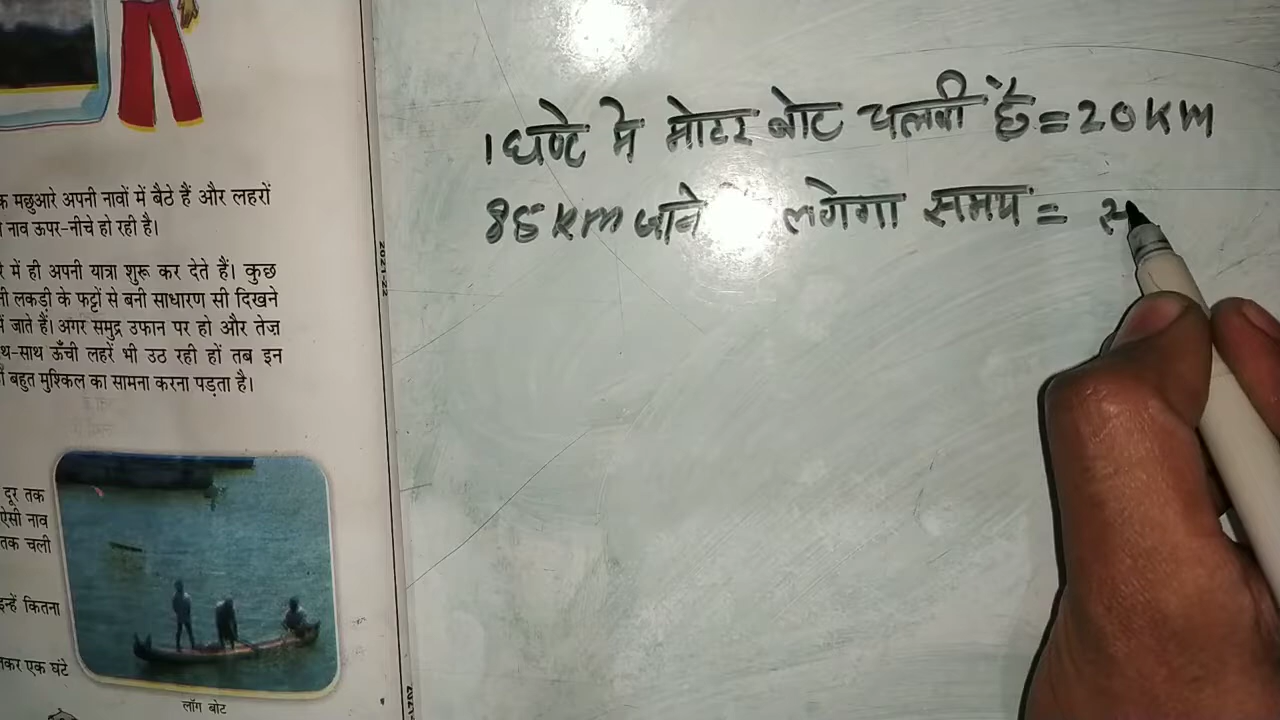 क मछुआरे अपनी नावों में बैठे हैं और लहरों
नाव ऊपर-नीचे हो रही है।
में ही अपनी यात्रा शुरू कर देते हैं। कुछ
नी लकड़ी के फट्टों से बनी साधारण सी दिखने
में जाते हैं। अगर समुद्र उफान पर हो और तेज
थ-साथ ऊँची लहरें भी उठ रही हों तब इन
बहुत मुश्किल का सामना करना पड़ता है।
दूर तक
ऐसी नाव
तक चली
इन्हें कितना
कर एक घंटे
लॉग बोट
2021-22
1 घण्टे मे मोटर बोट चलती है = 20 KM
85 km जाने लगेगा समय =